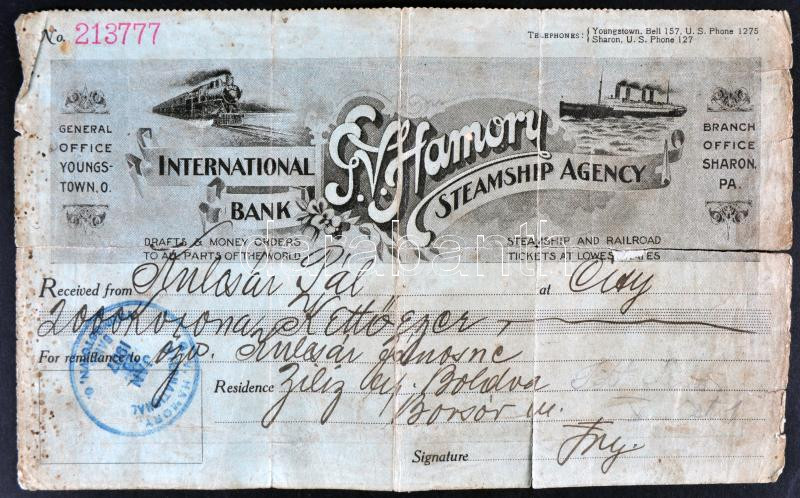 No. 213777
TELEPHONES: { Youngstown, Bell 157, U. S. Phone 1275
Sharon, U. S. Phone 127
GENERAL
OFFICE
YOUNGS-
TOWN, O.
G.V. Hamory
INTERNATIONAL
BANK
STEAMSHIP AGENCY
BRANCH
OFFICE
SHARON,
PA.
DRAFTS & MONEY ORDERS
TO ALL PARTS OF THE WORLD
STEAMSHIP AND RAILROAD
TICKETS AT LOWEST RATES
Received from Kulcsár Pál at City
2000 Korona Kettőezer
For remittance to özv. Kulcsár Jánosné
Residence Ziliz Boldva
Borsod m.
Signature
HAMORY